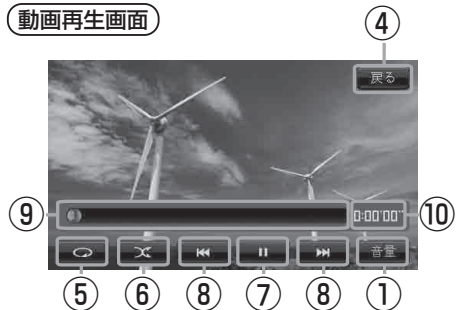 動画再生画面
④
戻る
⑨
0:00'00"
⑩
音量
⑤ ⑥ ⑧ ⑦ ⑧ ①